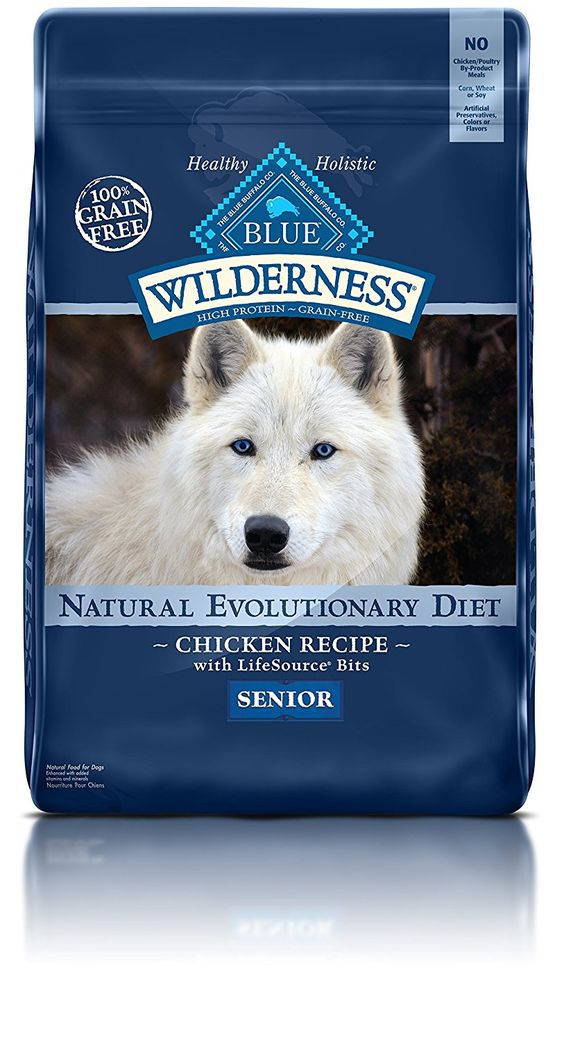 NO
Chicken/Poultry
By-Product
Meals
Corn, Wheat
or Soy
Artificial
Preservatives,
Colors or
Flavors
Healthy Holistic
THE BLUE BUFFALO CO.
THE BLUE BUFFALO CO.
BLUE
100%
GRAIN
FREE
WILDERNESS®
HIGH PROTEIN ~ GRAIN-FREE
NATURAL EVOLUTIONARY DIET
~ CHICKEN RECIPE ~
with LifeSource® Bits
SENIOR
Natural Food for Dogs
Enhanced with added
vitamins and minerals
Nourriture Pour Chiens